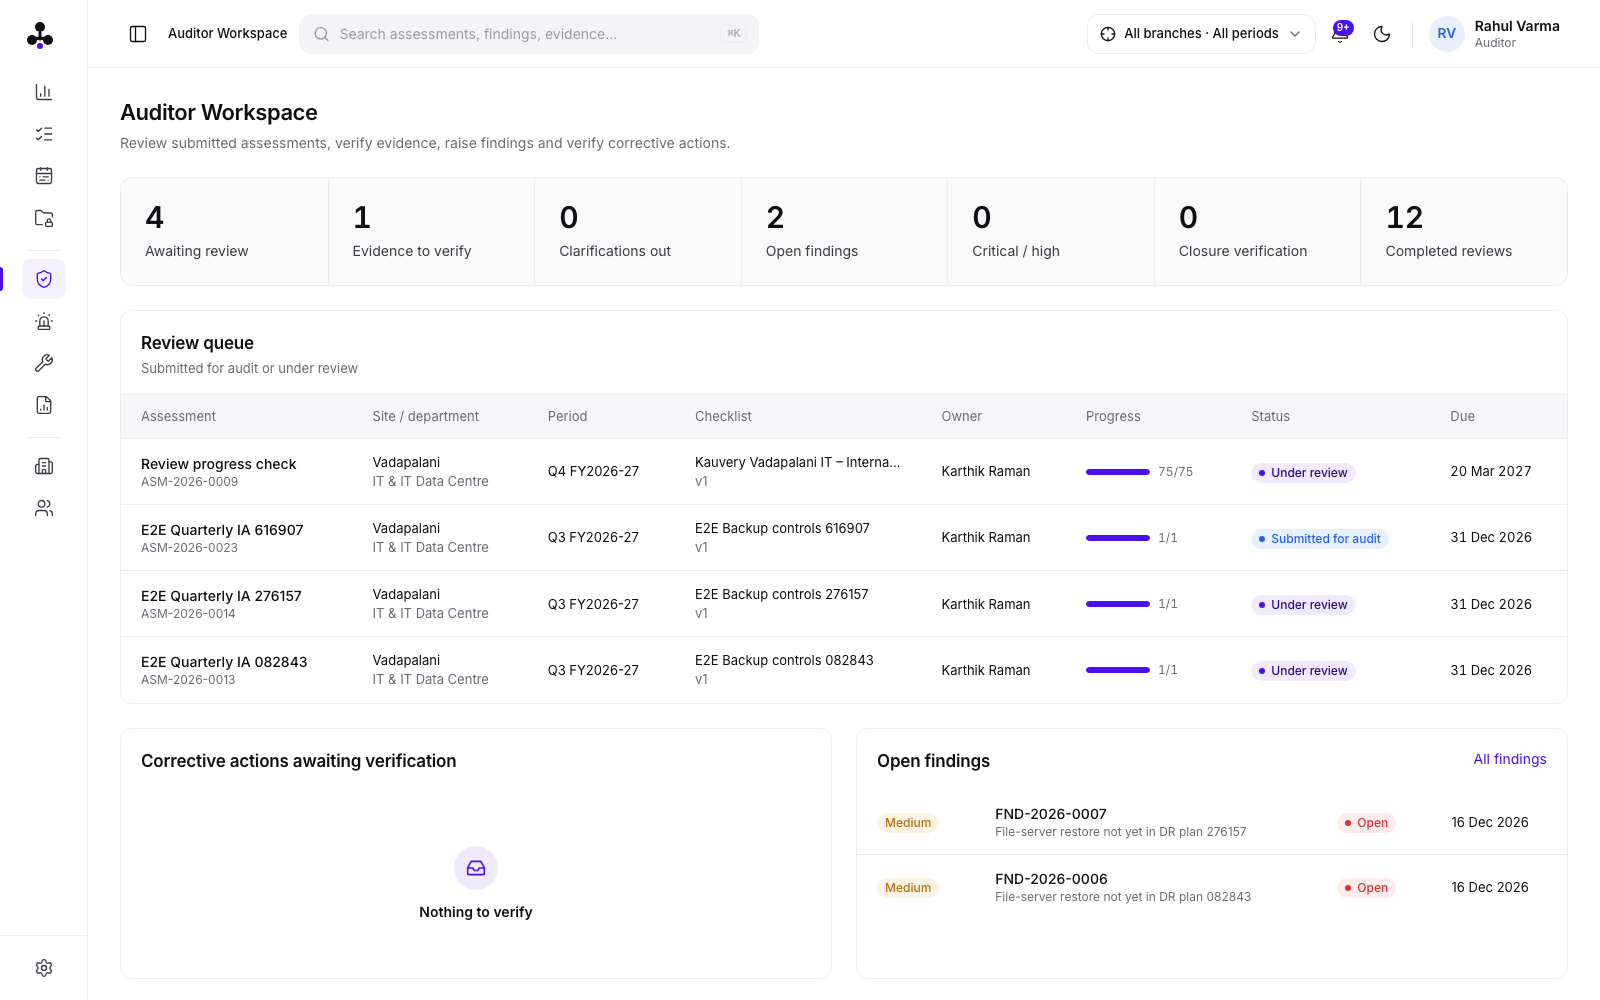 Auditor Workspace
Search assessments, findings, evidence...
⌘K
All branches · All periods
9+
RV
Rahul Varma
Auditor
Auditor Workspace
Review submitted assessments, verify evidence, raise findings and verify corrective actions.
4
Awaiting review
1
Evidence to verify
0
Clarifications out
2
Open findings
0
Critical / high
0
Closure verification
12
Completed reviews
Review queue
Submitted for audit or under review
Assessment Site / department Period Checklist Owner Progress Status Due
Review progress check Vadapalani Q4 FY2026-27 Kauvery Vadapalani IT – Interna... Karthik Raman 75/75 Under review 20 Mar 2027
ASM-2026-0009 IT & IT Data Centre v1
E2E Quarterly IA 616907 Vadapalani Q3 FY2026-27 E2E Backup controls 616907 Karthik Raman 1/1 Submitted for audit 31 Dec 2026
ASM-2026-0023 IT & IT Data Centre v1
E2E Quarterly IA 276157 Vadapalani Q3 FY2026-27 E2E Backup controls 276157 Karthik Raman 1/1 Under review 31 Dec 2026
ASM-2026-0014 IT & IT Data Centre v1
E2E Quarterly IA 082843 Vadapalani Q3 FY2026-27 E2E Backup controls 082843 Karthik Raman 1/1 Under review 31 Dec 2026
ASM-2026-0013 IT & IT Data Centre v1
Corrective actions awaiting verification
Nothing to verify
Open findings
All findings
Medium FND-2026-0007 Open 16 Dec 2026
File-server restore not yet in DR plan 276157
Medium FND-2026-0006 Open 16 Dec 2026
File-server restore not yet in DR plan 082843